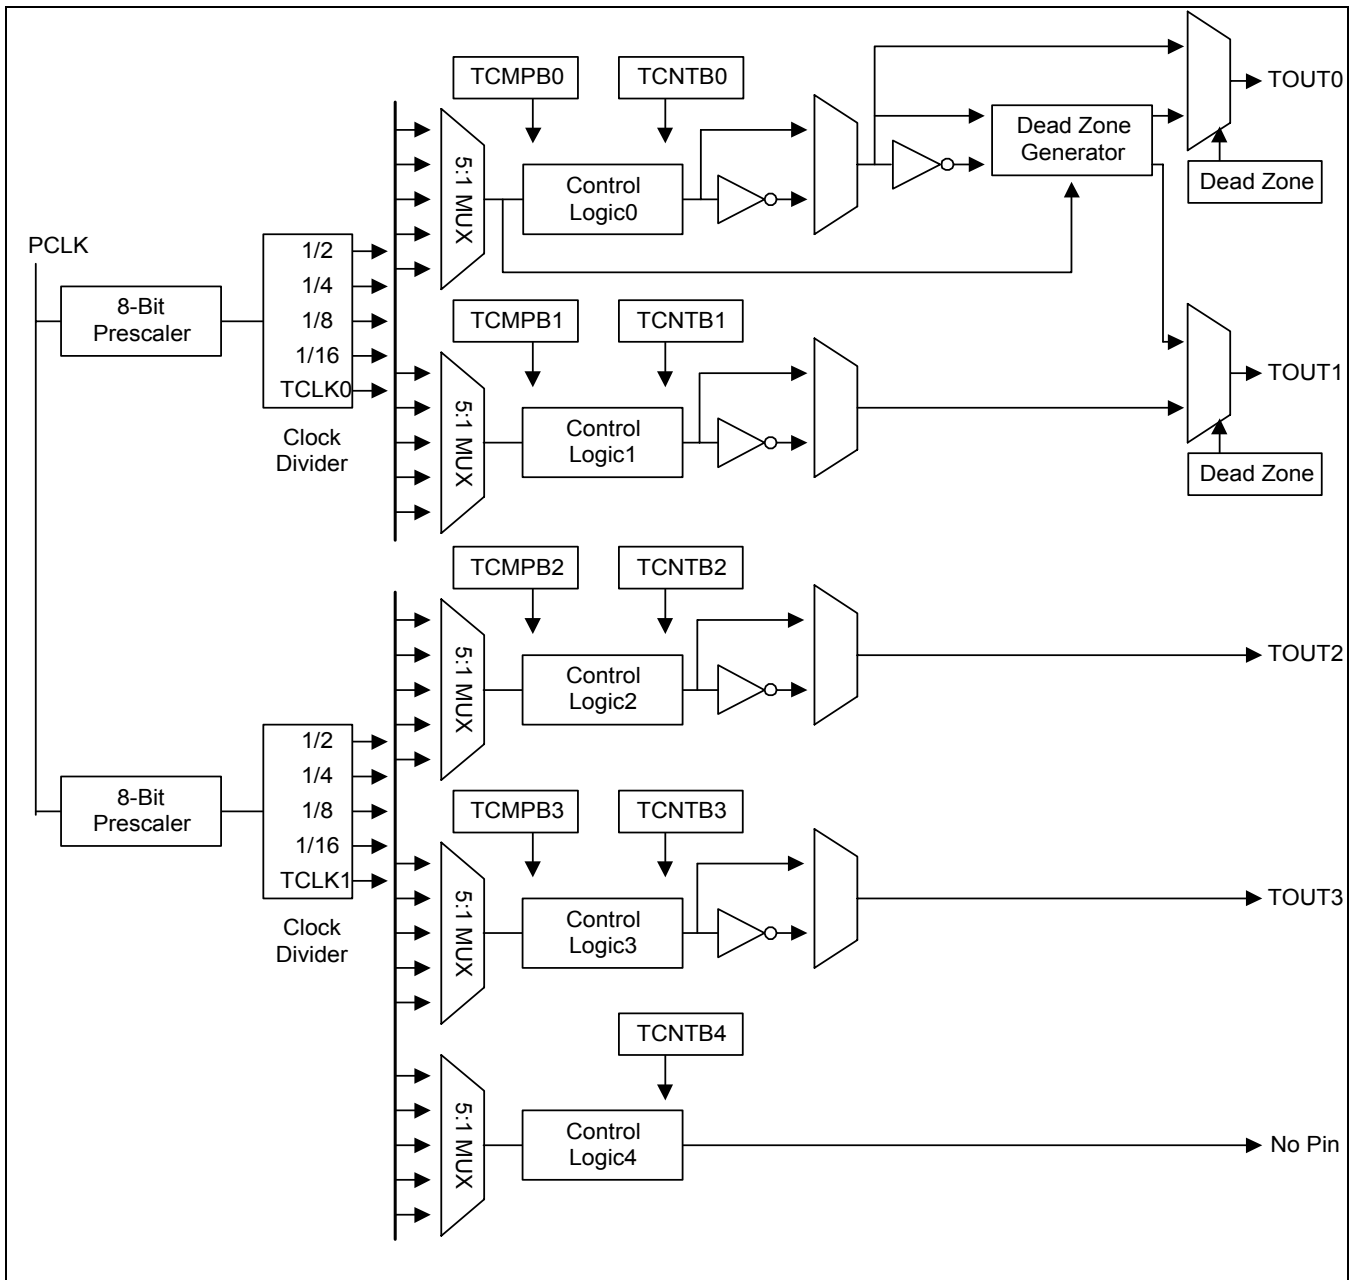 TCMPB0
TCNTB0
TOUT0
5:1 MUX
Control
Logic0
Dead Zone
Generator
Dead Zone
PCLK
8-Bit
Prescaler
1/2
1/4
1/8
1/16
TCLK0
Clock
Divider
TCMPB1
TCNTB1
TOUT1
5:1 MUX
Control
Logic1
Dead Zone
TCMPB2
TCNTB2
5:1 MUX
Control
Logic2
TOUT2
8-Bit
Prescaler
1/2
1/4
1/8
1/16
TCLK1
Clock
Divider
TCMPB3
TCNTB3
5:1 MUX
Control
Logic3
TOUT3
TCNTB4
5:1 MUX
Control
Logic4
No Pin